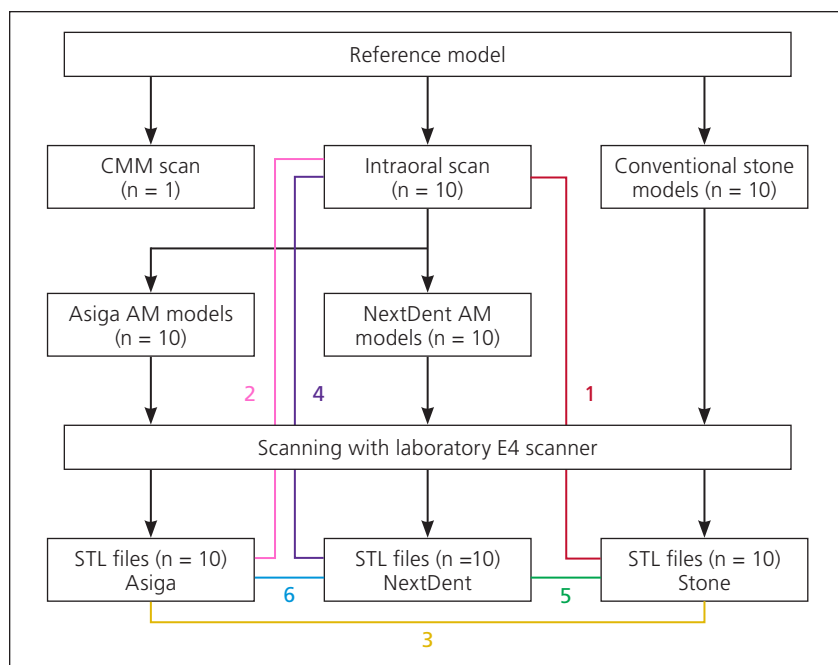 Reference model
CMM scan
(n = 1)
Intraoral scan
(n = 10)
Conventional stone
models (n = 10)
Asiga AM models
(n = 10)
NextDent AM
models (n = 10)
2
4
1
Scanning with laboratory E4 scanner
STL files (n = 10)
Asiga
STL files (n =10)
NextDent
STL files (n = 10)
Stone
6
5
3